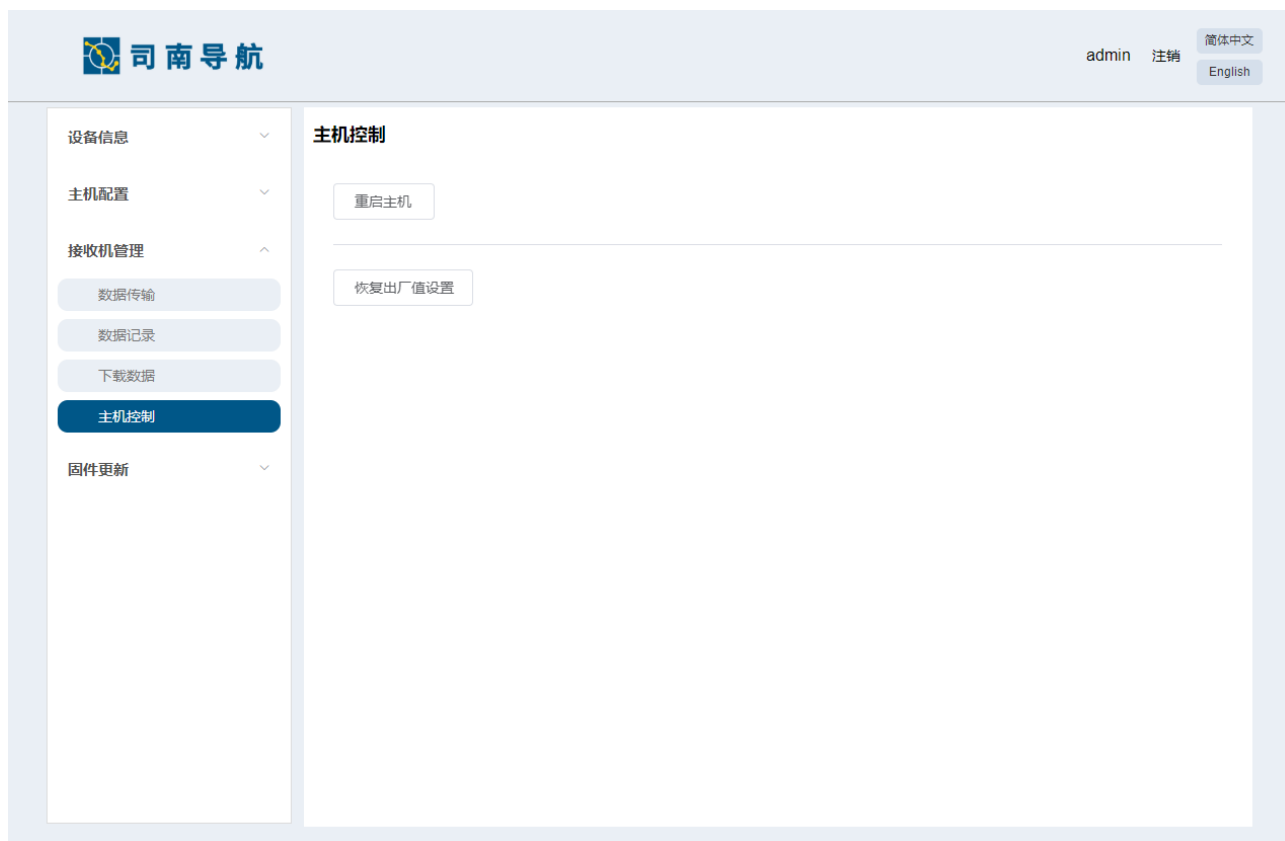 司南导航
admin 注销
简体中文
English
设备信息
主机配置
接收机管理
数据传输
数据记录
下载数据
主机控制
固件更新
主机控制
重启主机
恢复出厂值设置